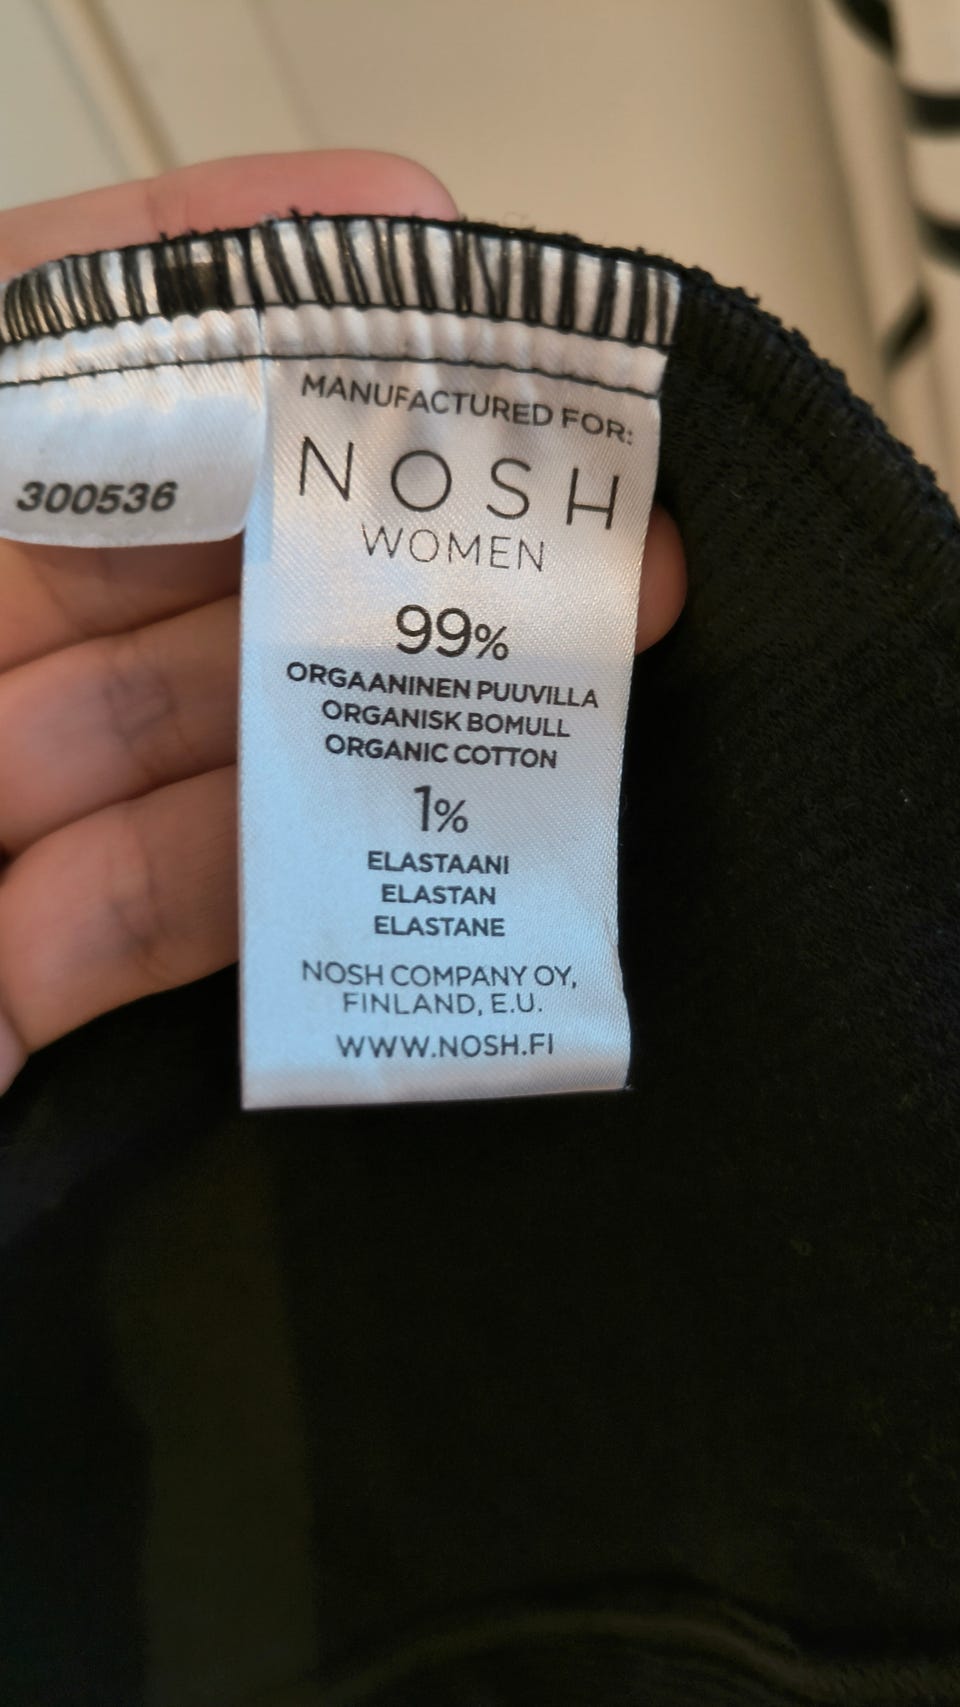 300536
MANUFACTURED FOR:
NOSH
WOMEN
99%
ORGAANINEN PUUVILLA
ORGANISK BOMULL
ORGANIC COTTON
1%
ELASTAANI
ELASTAN
ELASTANE
NOSH COMPANY OY,
FINLAND, E.U.
WWW.NOSH.FI